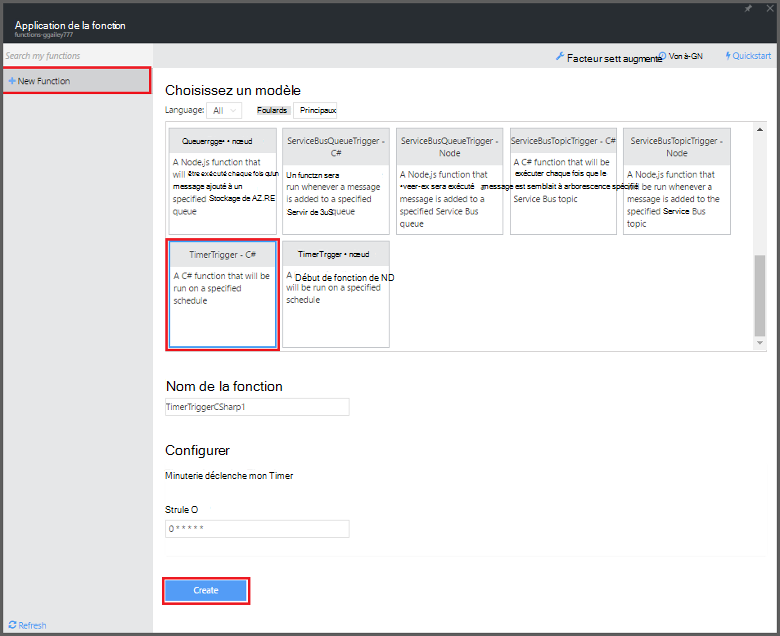 Application de la fonction
functions-ggailey777
Search my functions
Facteur sett augmenté
Von à-GN
Quickstart
+ New Function
Choisissez un modèle
Language: All
Foulards
Principaux
Queuerrgge• • nœud
A Node.js function that
will être exécuté chaque fois qu'un
message ajouté à un
specified Stockage de AZ,RE
queue
ServiceBusQueueTrigger -
C#
Un functzn sera
run whenever a message
is added to a specified
Servir de 3uS queue
ServiceBusQueueTrigger -
Node
A Node.js function that
•veer-ex sera exécuté
message is added to a
specified Service Bus
queue
ServiceBusTopicTrigger - C#
A C# function that will be
exécuter chaque fois que le
message est semblait à arborescence spécifié
Service Bus topic
ServiceBusTopicTrigger -
Node
A Node.js function that
be run whenever a
message is added to the
specified Service Bus
topic
TimerTrigger - C#
A C# function that will be
run on a specified
schedule
TimerTrgger • nœud
A Début de fonction de ND
will be run on a specified
schedule
Nom de la fonction
TimerTriggerCSharp1
Configurer
Minuterie déclenche mon Timer
Strule O
0 * * * * *
Create
Refresh